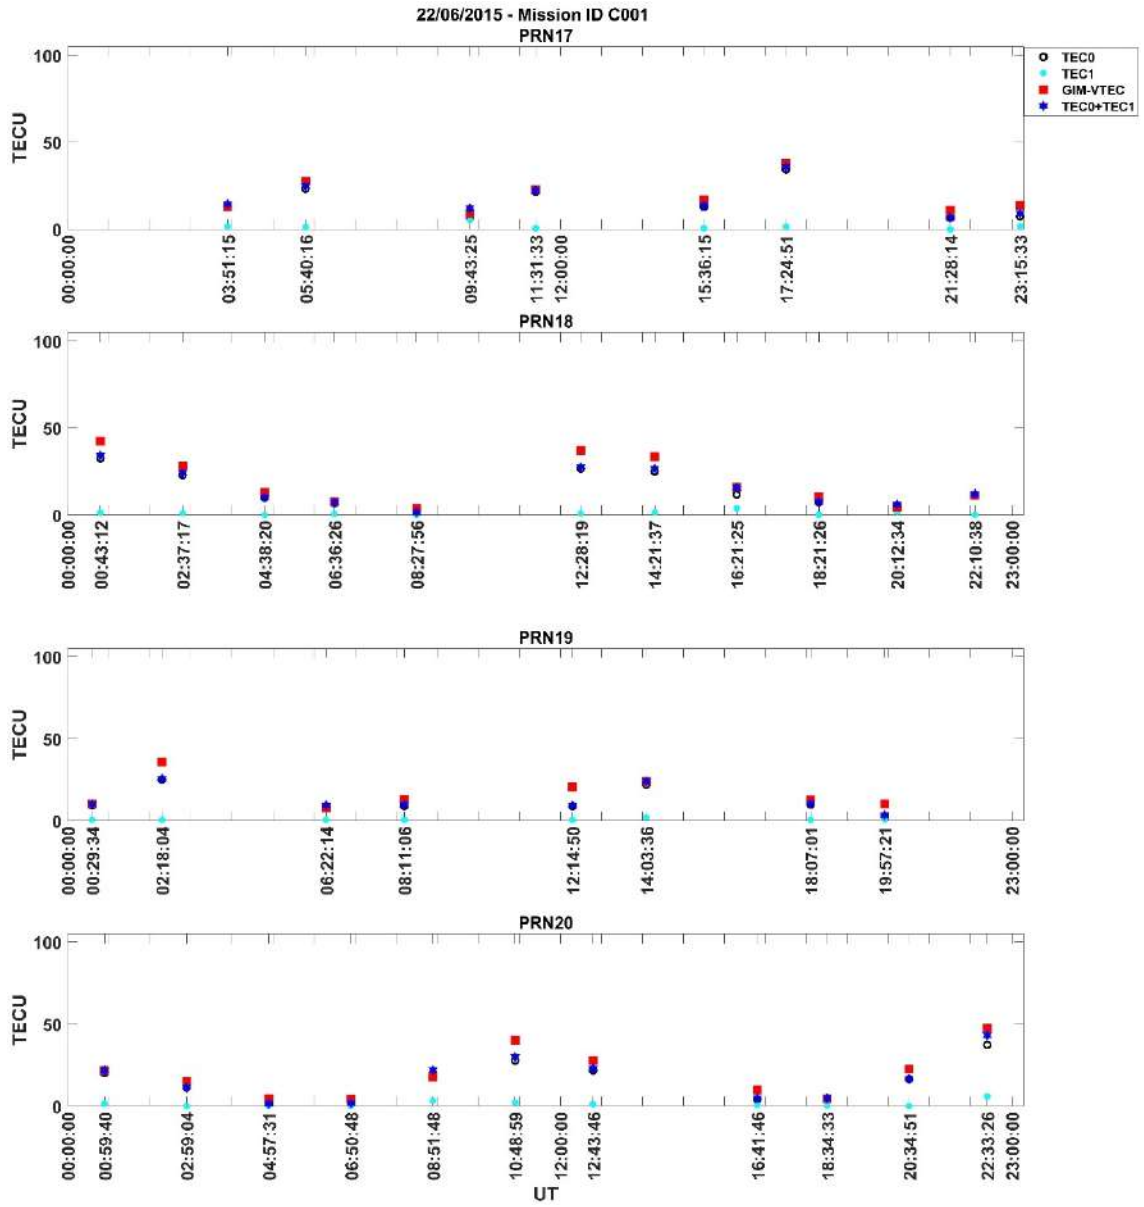 22/06/2015 - Mission ID C001
PRN17
TEC0
TEC1
GIM-VTEC
TEC0+TEC1
TECU
100
50
0
00:00:00 03:51:15 05:40:16 09:43:25 11:31:33 12:00:00 15:36:15 17:24:51 21:28:14 23:15:33
PRN18
TECU
100
50
0
00:00:00 00:43:12 02:37:17 04:38:20 06:36:26 08:27:56 12:28:19 14:21:37 16:21:25 18:21:26 20:12:34 22:10:38 23:00:00
PRN19
TECU
100
50
0
00:00:00 00:29:34 02:18:04 06:22:14 08:11:06 12:14:50 14:03:36 18:07:01 19:57:21 23:00:00
PRN20
TECU
100
50
0
00:00:00 00:59:40 02:59:04 04:57:31 06:50:48 08:51:48 10:48:59 12:00:00 12:43:46 16:41:46 18:34:33 20:34:51 22:33:26 23:00:00
UT